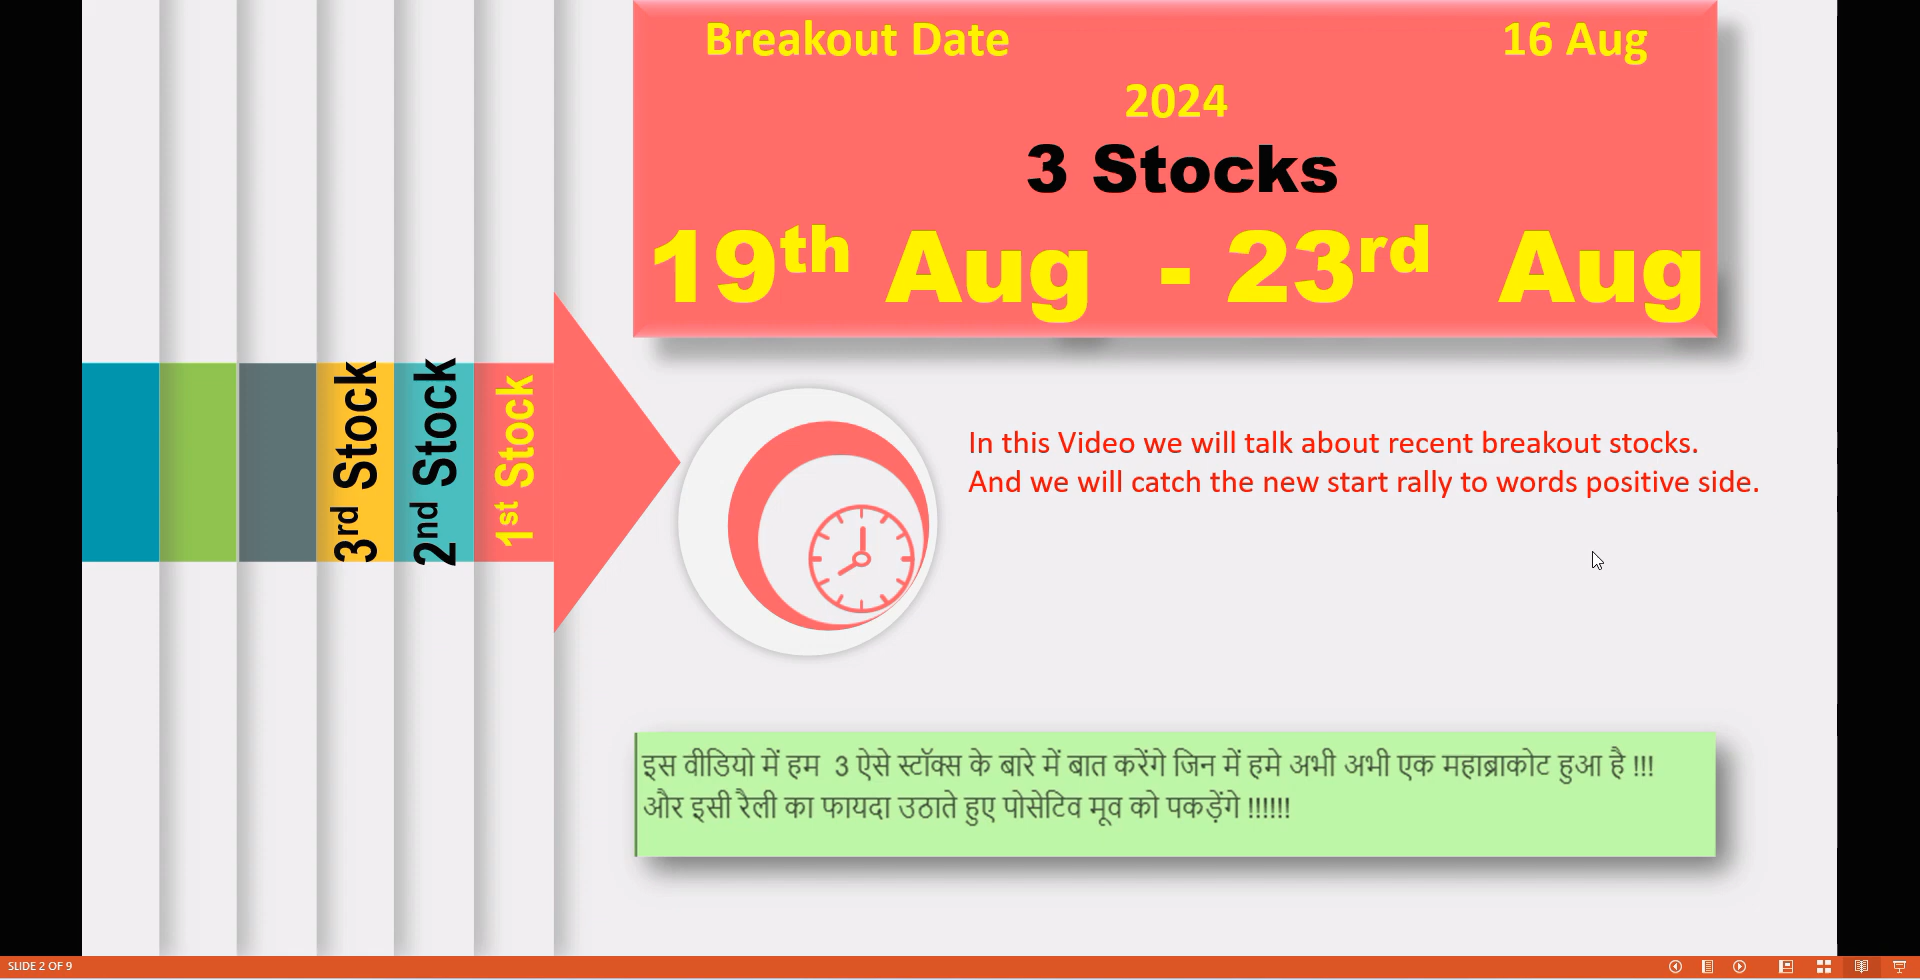 Breakout Date 16 Aug
2024
3 Stocks
19th Aug - 23rd Aug
3rd Stock
2nd Stock
1st Stock
In this Video we will talk about recent breakout stocks.
And we will catch the new start rally to words positive side.
इस वीडियो में हम 3 ऐसे स्टॉक्स के बारे में बात करेंगे जिन में हमे अभी अभी एक महाब्राकोट हुआ है !!!
और इसी रैली का फायदा उठाते हुए पोसेटिव मूव को पकड़ेंगे !!!!!!
SLIDE 2 OF 9